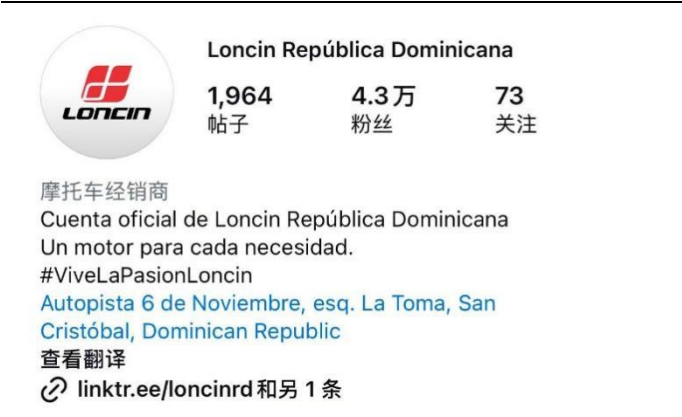 Loncin República Dominicana
LONCIN
1,964 4.3万 73
帖子 粉丝 关注
摩托车经销商
Cuenta oficial de Loncin República Dominicana
Un motor para cada necesidad.
#ViveLaPasionLoncin
Autopista 6 de Noviembre, esq. La Toma, San
Cristóbal, Dominican Republic
查看翻译
linktr.ee/loncinrd和另 1 条